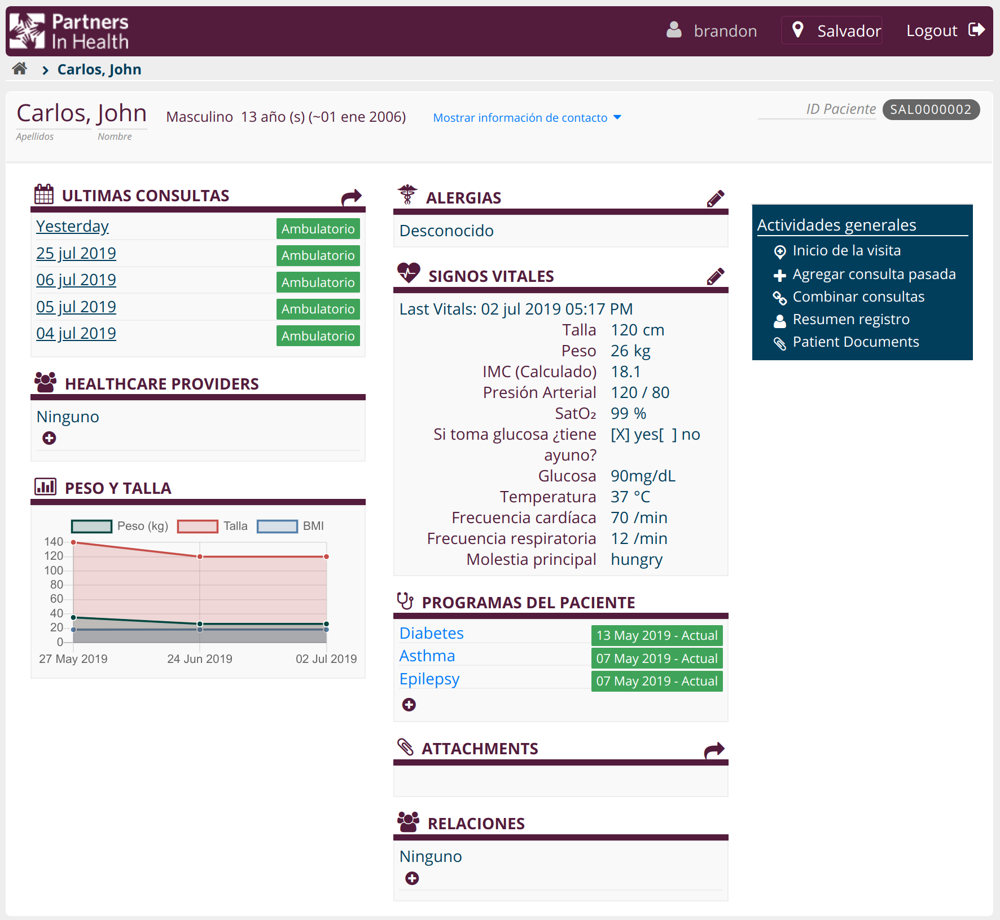 Partners
In Health
brandon
Salvador
Logout
Carlos, John
Carlos, John
Apellidos Nombre
Masculino 13 año (s) (~01 ene 2006)
Mostrar información de contacto
ID Paciente SAL0000002
ULTIMAS CONSULTAS
Yesterday Ambulatorio
25 jul 2019 Ambulatorio
06 jul 2019 Ambulatorio
05 jul 2019 Ambulatorio
04 jul 2019 Ambulatorio
HEALTHCARE PROVIDERS
Ninguno
PESO Y TALLA
Peso (kg) Talla BMI
140
120
100
80
60
40
20
0
27 May 2019 24 Jun 2019 02 Jul 2019
ALERGIAS
Desconocido
SIGNOS VITALES
Last Vitals: 02 jul 2019 05:17 PM
Talla 120 cm
Peso 26 kg
IMC (Calculado) 18.1
Presión Arterial 120 / 80
SatO₂ 99 %
Si toma glucosa ¿tiene [X] yes[ ] no
ayuno?
Glucosa 90mg/dL
Temperatura 37 °C
Frecuencia cardíaca 70 /min
Frecuencia respiratoria 12 /min
Molestia principal hungry
PROGRAMAS DEL PACIENTE
Diabetes 13 May 2019 - Actual
Asthma 07 May 2019 - Actual
Epilepsy 07 May 2019 - Actual
ATTACHMENTS
RELACIONES
Ninguno
Actividades generales
Inicio de la visita
Agregar consulta pasada
Combinar consultas
Resumen registro
Patient Documents